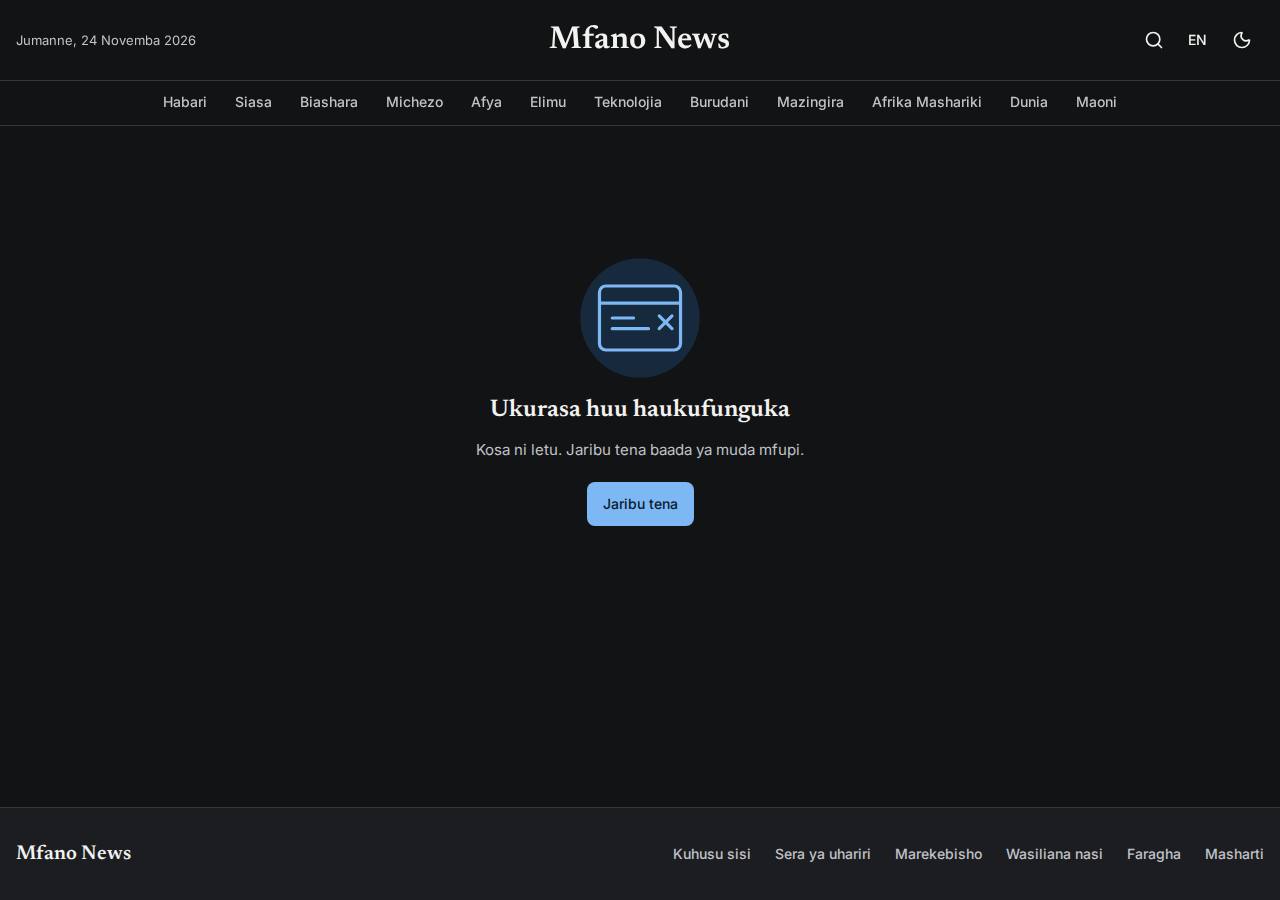 Jumanne, 24 Novemba 2026
Mfano News
EN
Habari Siasa Biashara Michezo Afya Elimu Teknolojia Burudani Mazingira Afrika Mashariki Dunia Maoni
Ukurasa huu haukufunguka
Kosa ni letu. Jaribu tena baada ya muda mfupi.
Jaribu tena
Mfano News
Kuhusu sisi Sera ya uhariri Marekebisho Wasiliana nasi Faragha Masharti